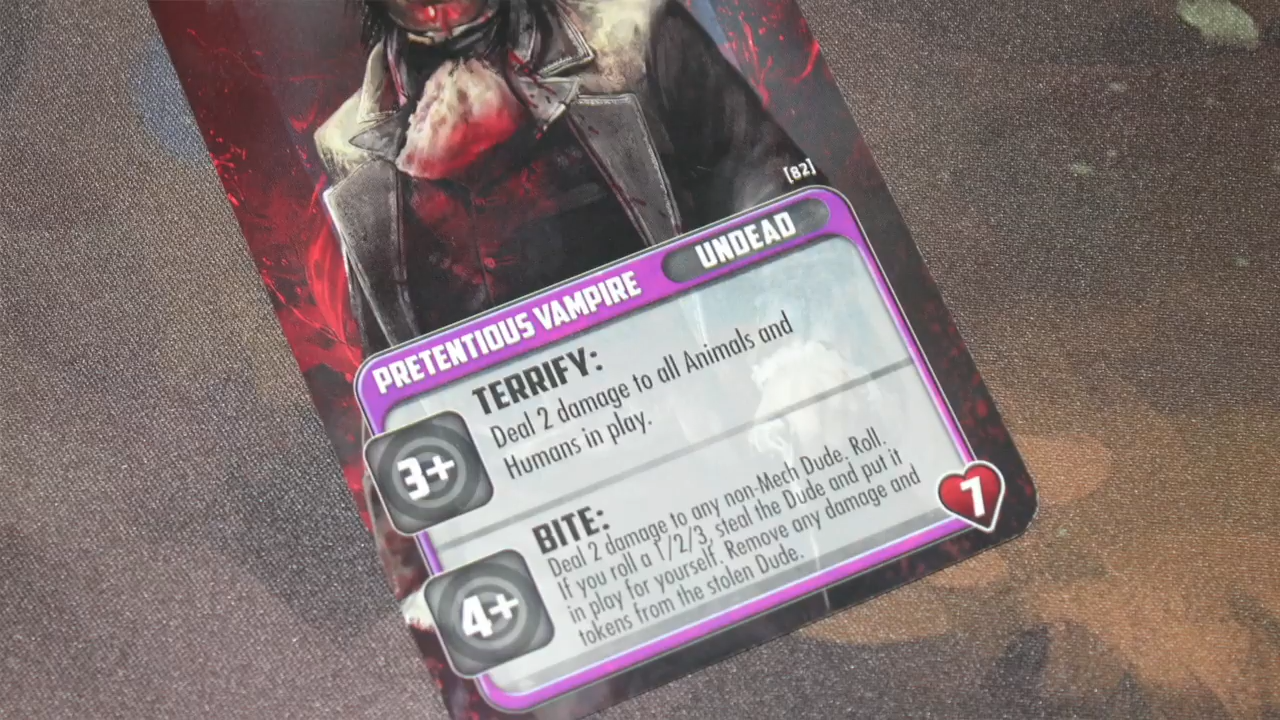 [82]
PRETENTIOUS VAMPIRE UNDEAD
TERRIFY:
3+
Deal 2 damage to all Animals and
Humans in play.
BITE:
4+
Deal 2 damage to any non-Mech Dude. Roll.
If you roll a 1/2/3, steal the Dude and put it
in play for yourself. Remove any damage and
tokens from the stolen Dude.
7